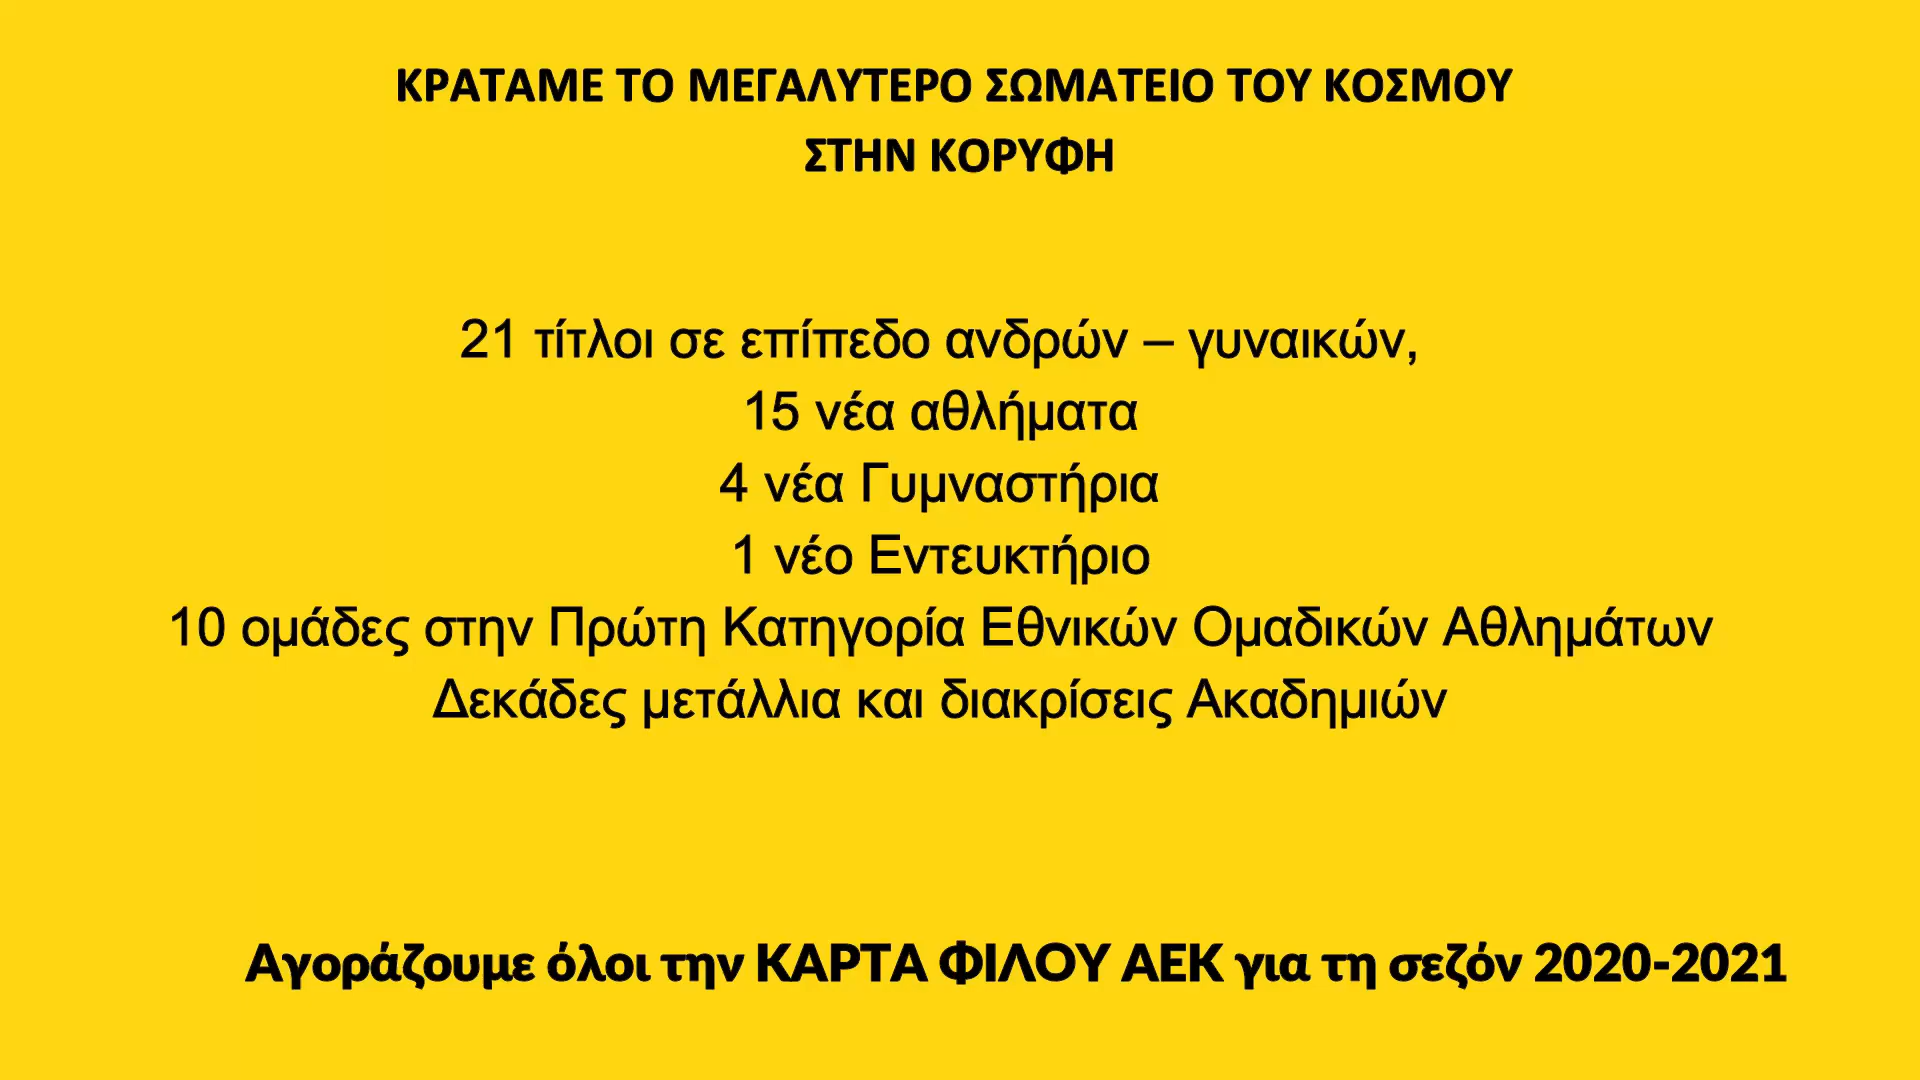 ΚΡΑΤΑΜΕ ΤΟ ΜΕΓΑΛΥΤΕΡΟ ΣΩΜΑΤΕΙΟ ΤΟΥ ΚΟΣΜΟΥ
ΣΤΗΝ ΚΟΡΥΦΗ
21 τίτλοι σε επίπεδο ανδρών – γυναικών,
15 νέα αθλήματα
4 νέα Γυμναστήρια
1 νέο Εντευκτήριο
10 ομάδες στην Πρώτη Κατηγορία Εθνικών Ομαδικών Αθλημάτων
Δεκάδες μετάλλια και διακρίσεις Ακαδημιών
Αγοράζουμε όλοι την ΚΑΡΤΑ ΦΙΛΟΥ ΑΕΚ για τη σεζόν 2020-2021